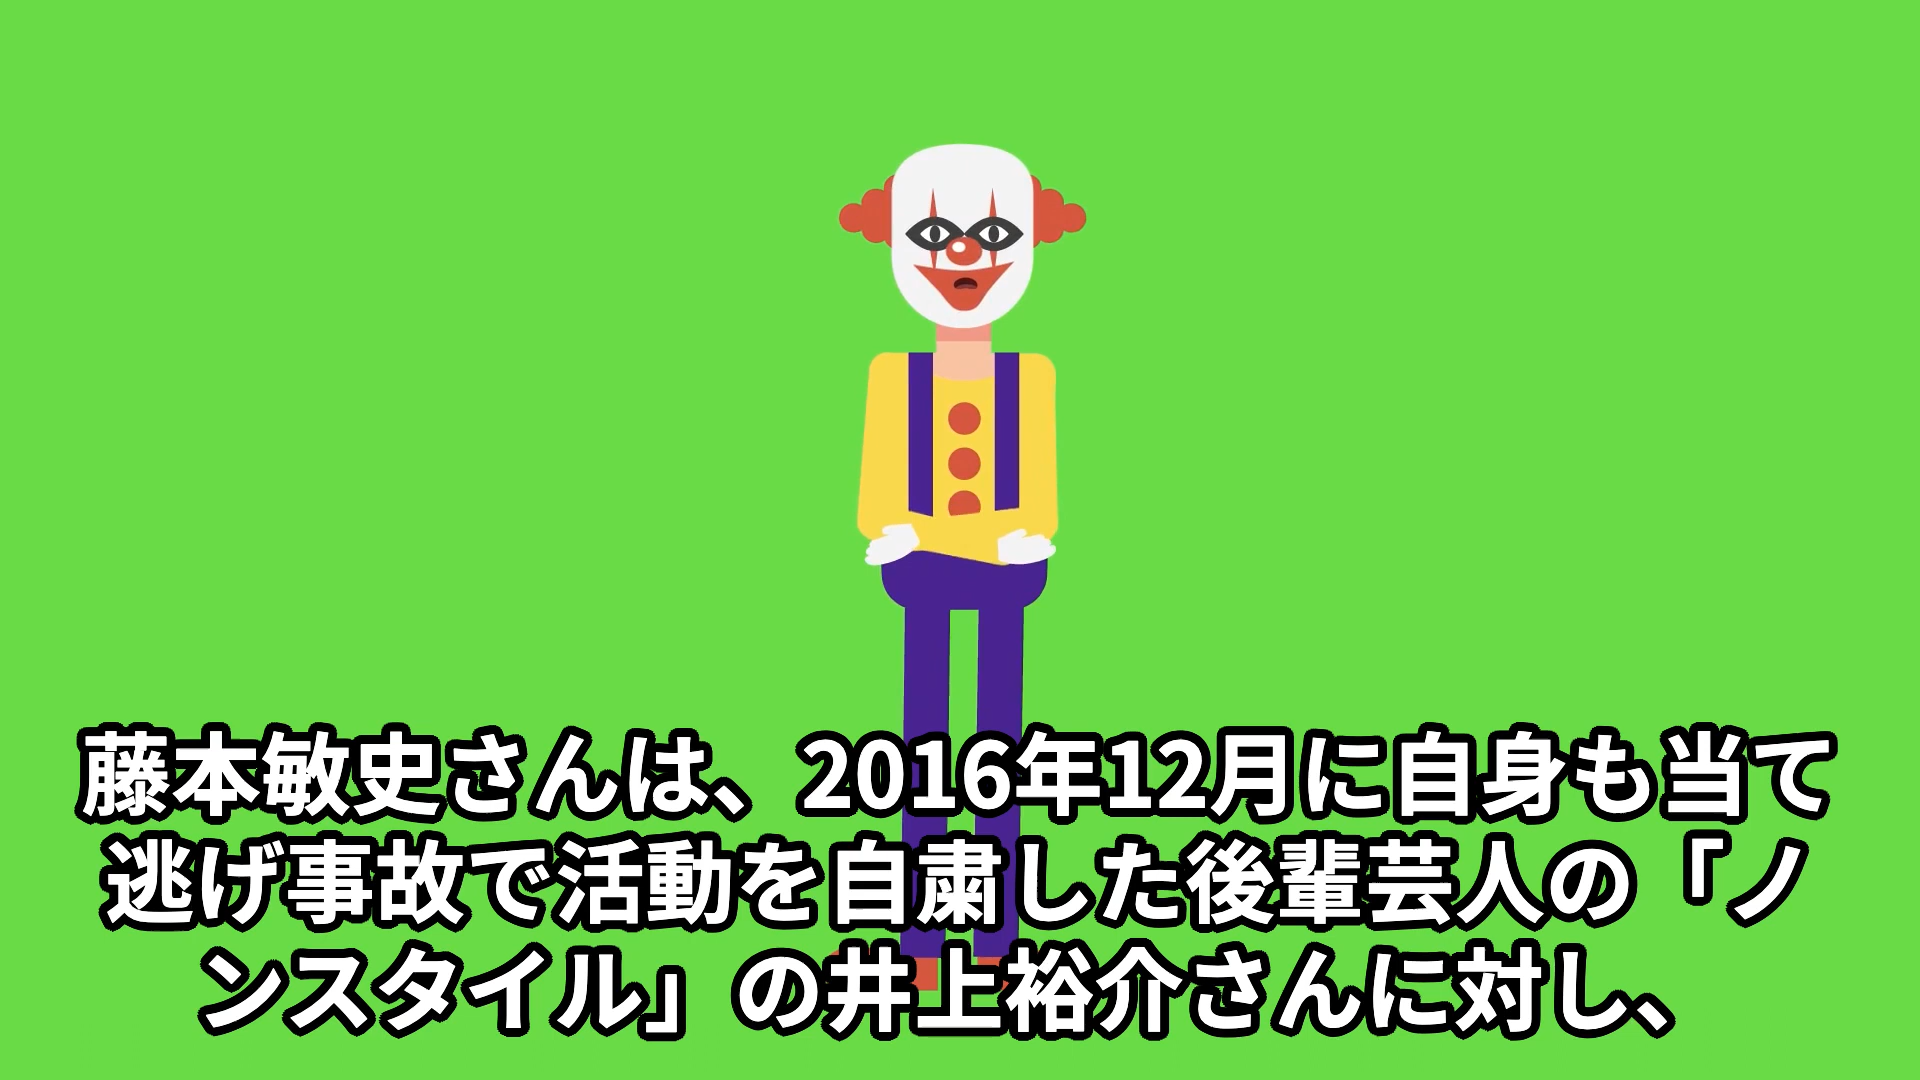 藤本敏史さんは、2016年12月に自身も当て
逃げ事故で活動を自粛した後輩芸人の「ノ
ンスタイル」の井上裕介さんに対し、